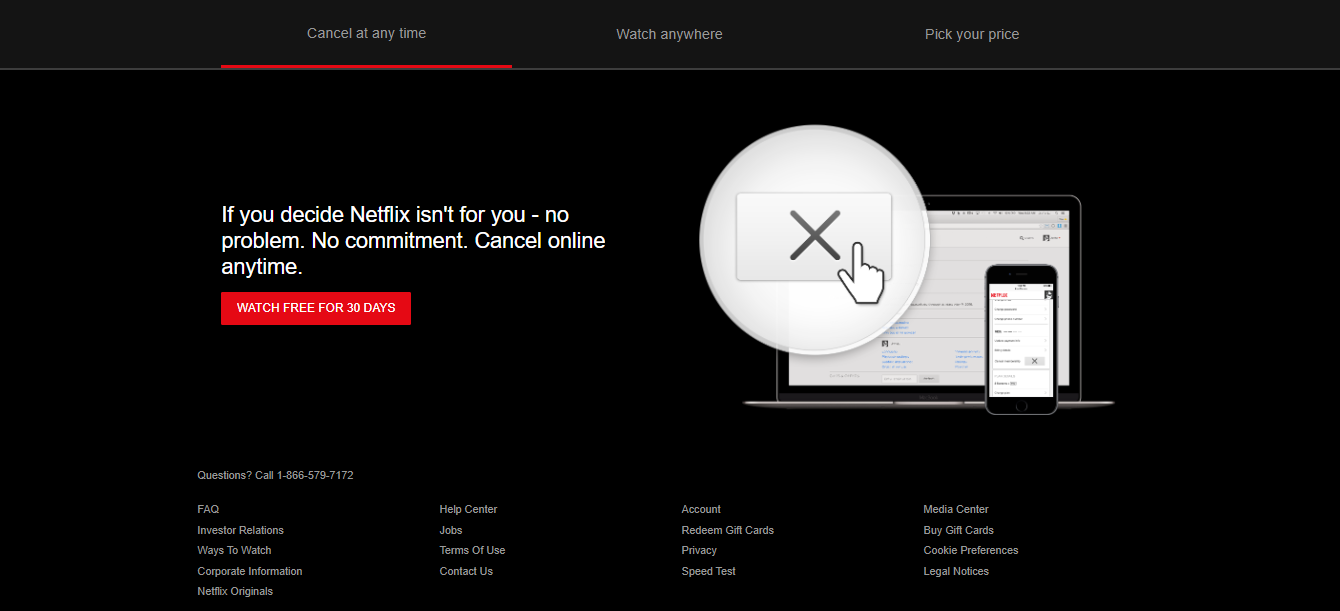 Cancel at any time
Watch anywhere
Pick your price
If you decide Netflix isn't for you - no
problem. No commitment. Cancel online
anytime.
WATCH FREE FOR 30 DAYS
NETFLIX
Questions? Call 1-866-579-7172
FAQ
Help Center
Account
Media Center
Investor Relations
Jobs
Redeem Gift Cards
Buy Gift Cards
Ways To Watch
Terms Of Use
Privacy
Cookie Preferences
Corporate Information
Contact Us
Speed Test
Legal Notices
Netflix Originals